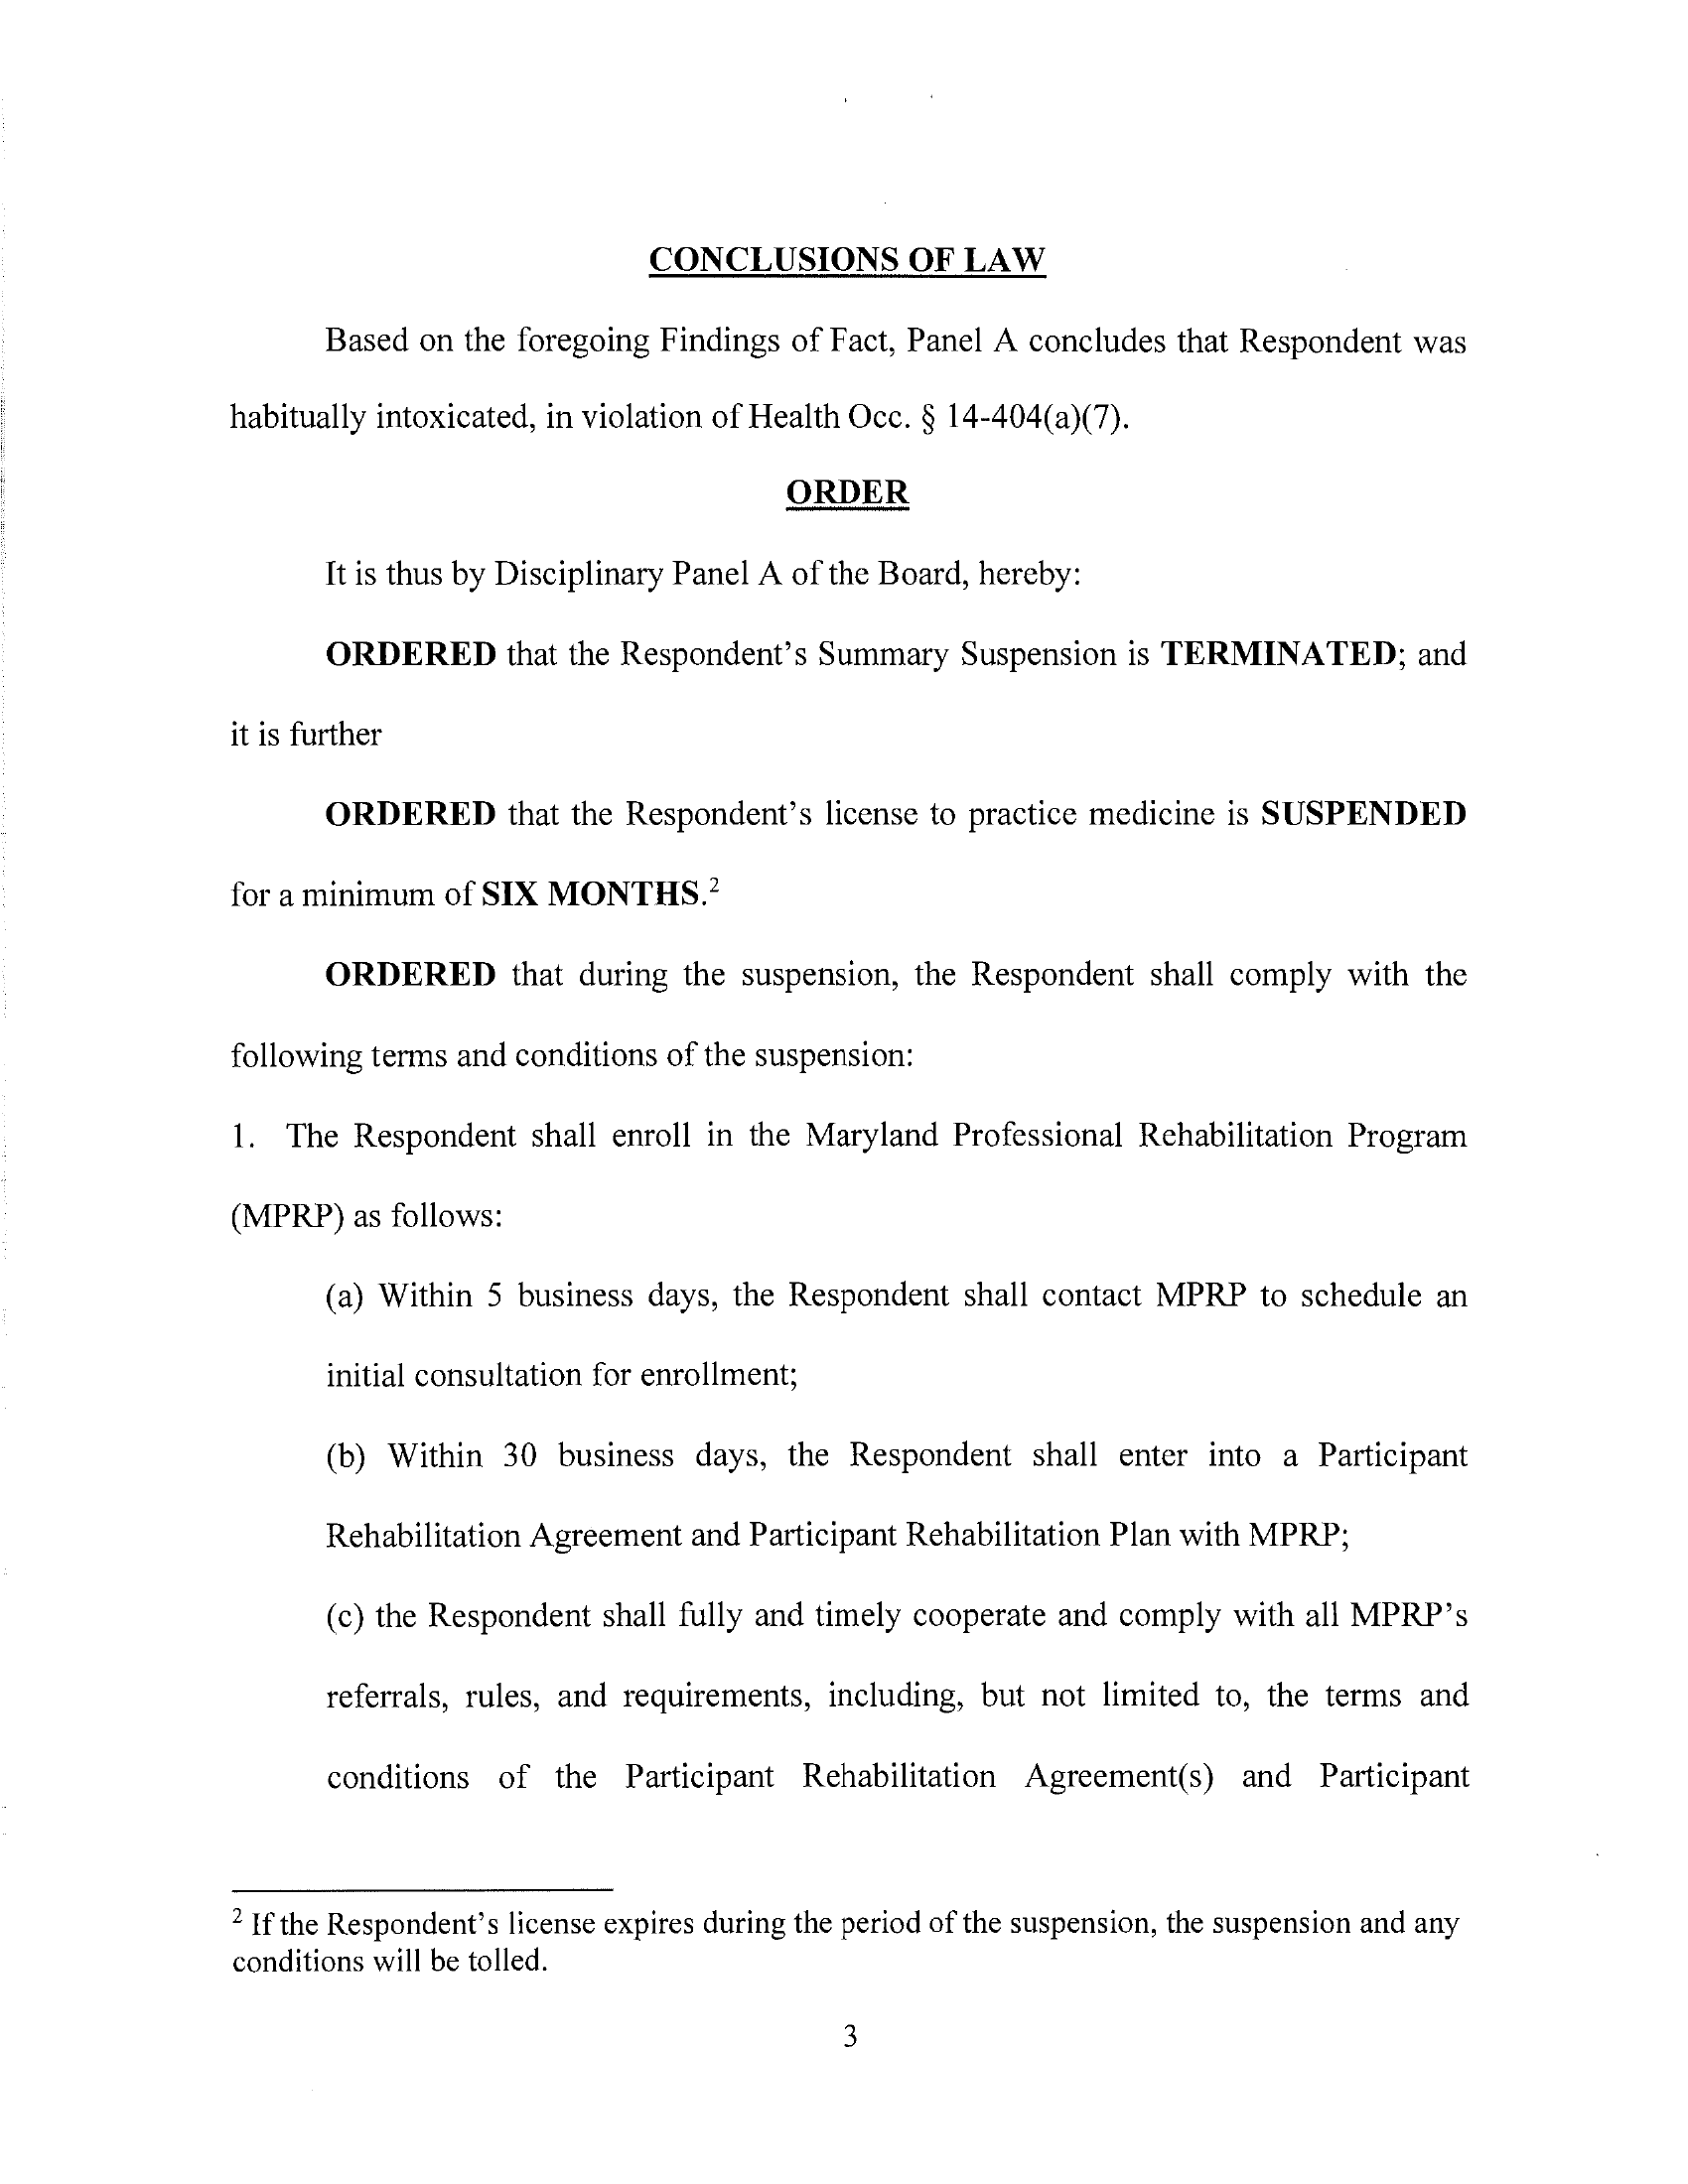 CONCLUSIONS OF LAW
Based on the foregoing Findings of Fact, Panel A concludes that Respondent was
habitually intoxicated, in violation of Health Occ. § 14-404(a)(7).
ORDER
It is thus by Disciplinary Panel A of the Board, hereby:
ORDERED that the Respondent's Summary Suspension is TERMINATED; and
it is further
ORDERED that the Respondent's license to practice medicine is SUSPENDED
for a minimum of SIX MONTHS.²
ORDERED that during the suspension, the Respondent shall comply with the
following terms and conditions of the suspension:
1. The Respondent shall enroll in the Maryland Professional Rehabilitation Program
(MPRP) as follows:
(a) Within 5 business days, the Respondent shall contact MPRP to schedule an
initial consultation for enrollment;
(b) Within 30 business days, the Respondent shall enter into a Participant
Rehabilitation Agreement and Participant Rehabilitation Plan with MPRP;
(c) the Respondent shall fully and timely cooperate and comply with all MPRP's
referrals, rules, and requirements, including, but not limited to, the terms and
conditions of the Participant Rehabilitation Agreement(s) and Participant
² If the Respondent's license expires during the period of the suspension, the suspension and any
conditions will be tolled.
3